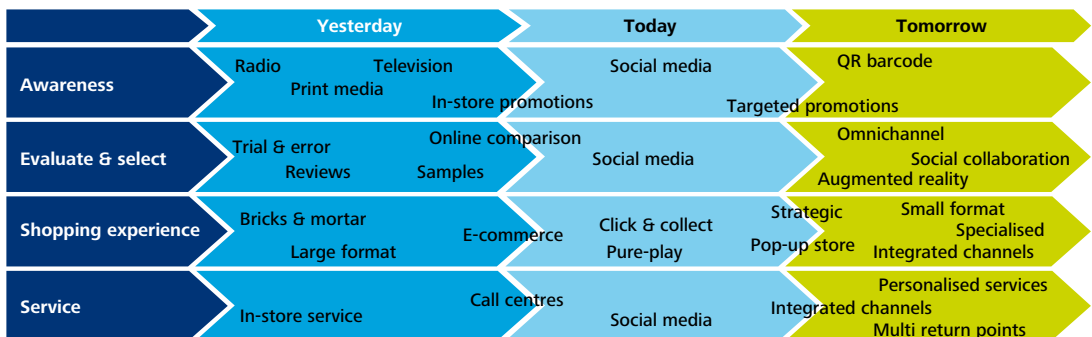 Yesterday
Today
Tomorrow
Awareness
Radio
Television
Print media
In-store promotions
Social media
Targeted promotions
QR barcode
Evaluate & select
Trial & error
Reviews
Online comparison
Samples
Social media
Omnichannel
Social collaboration
Augmented reality
Shopping experience
Bricks & mortar
Large format
E-commerce
Click & collect
Pure-play
Strategic
Pop-up store
Small format
Specialised
Integrated channels
Service
In-store service
Call centres
Social media
Personalised services
Integrated channels
Multi return points